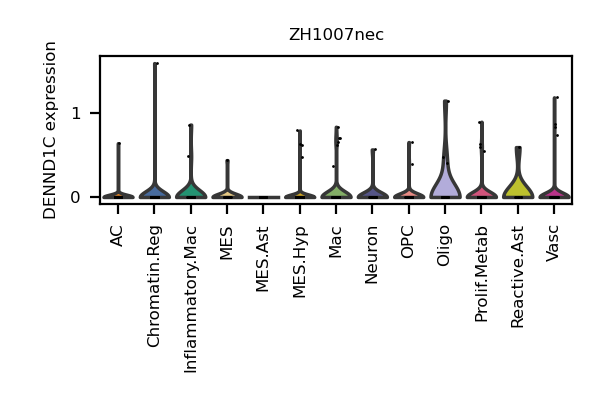 ZH1007nec
DENND1C expression
1
0
AC
Chromatin.Reg
Inflammatory.Mac
MES
MES.Ast
MES.Hyp
Mac
Neuron
OPC
Oligo
Prolif.Metab
Reactive.Ast
Vasc